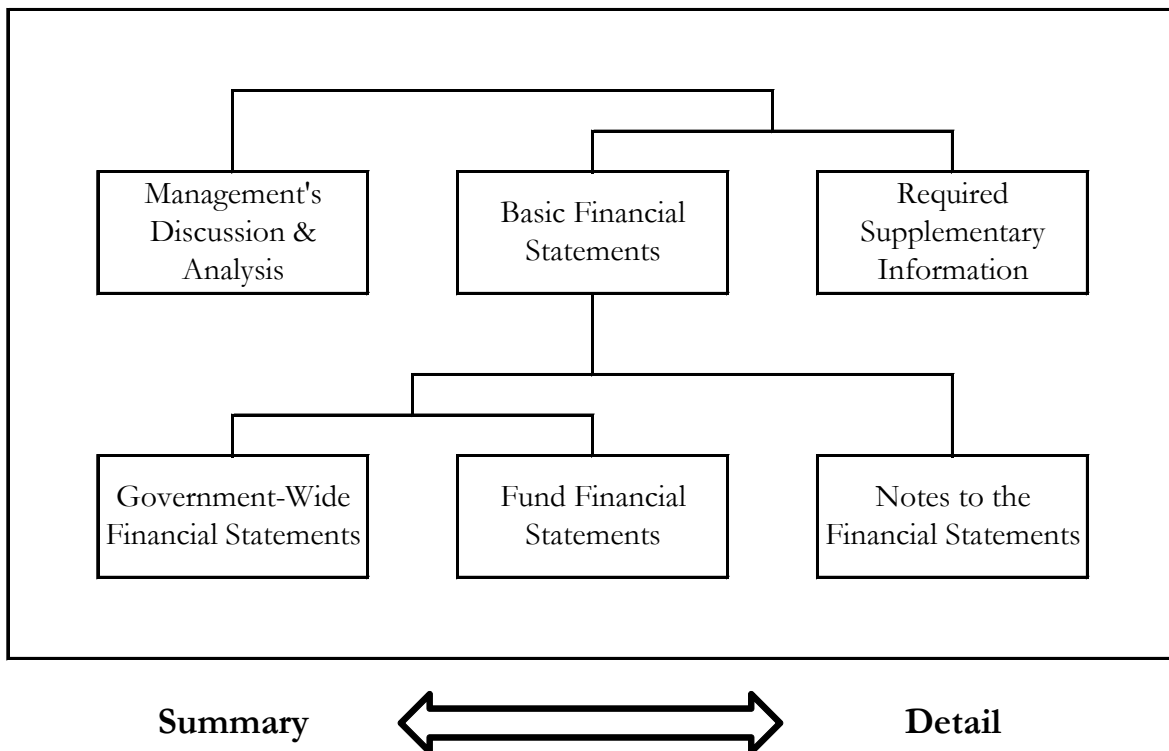 Management's
Discussion &
Analysis
Basic Financial
Statements
Required
Supplementary
Information
Government-Wide
Financial Statements
Fund Financial
Statements
Notes to the
Financial Statements
Summary
Detail